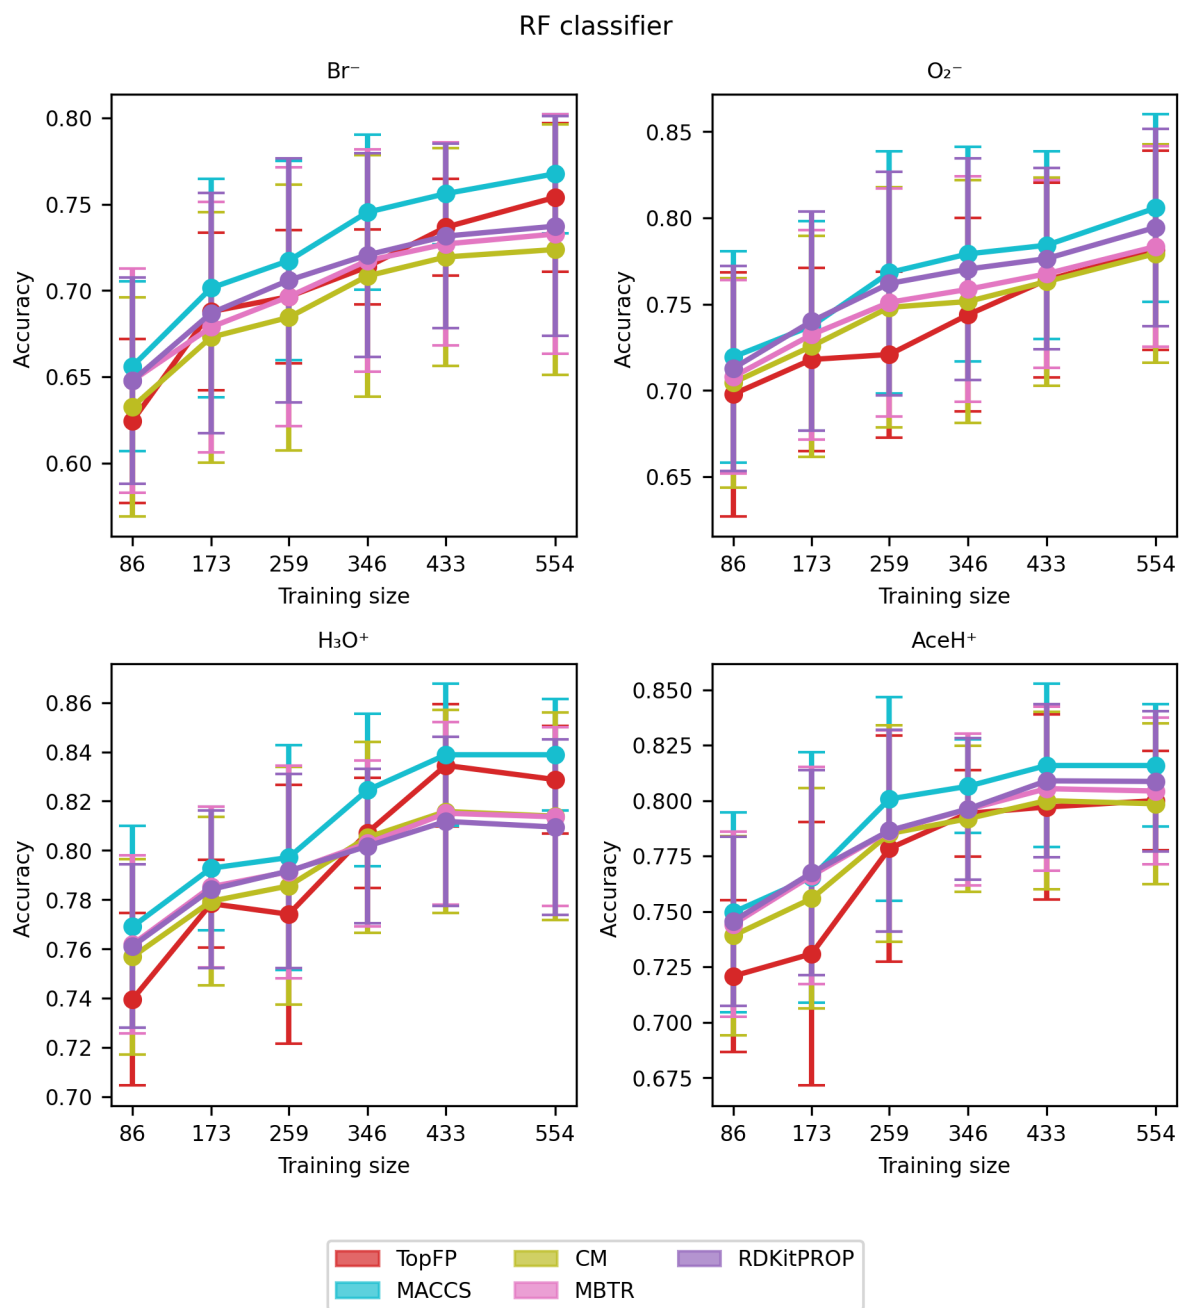 RF classifier
Br⁻
O₂⁻
0.80
0.75
0.70
0.65
0.60
Accuracy
86 173 259 346 433 554
Training size
0.85
0.80
0.75
0.70
0.65
Accuracy
86 173 259 346 433 554
Training size
H₃O⁺
AceH⁺
0.86
0.84
0.82
0.80
0.78
0.76
0.74
0.72
0.70
Accuracy
86 173 259 346 433 554
Training size
0.850
0.825
0.800
0.775
0.750
0.725
0.700
0.675
Accuracy
86 173 259 346 433 554
Training size
TopFP CM RDKitPROP
MACCS MBTR